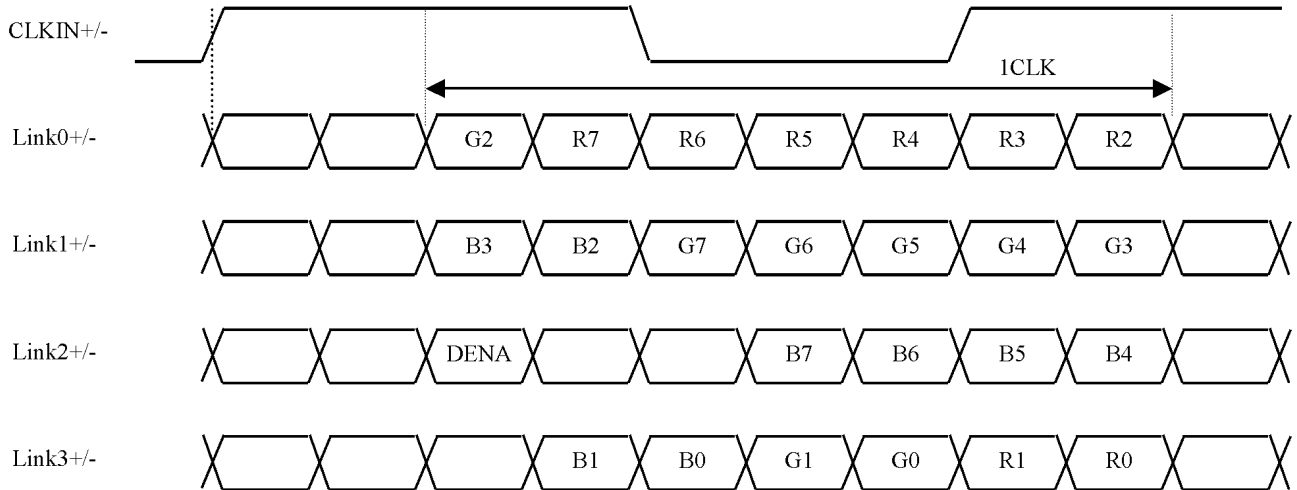 CLKIN+/-
1CLK
Link0+/- G2 R7 R6 R5 R4 R3 R2
Link1+/- B3 B2 G7 G6 G5 G4 G3
Link2+/- DENA B7 B6 B5 B4
Link3+/- B1 B0 G1 G0 R1 R0